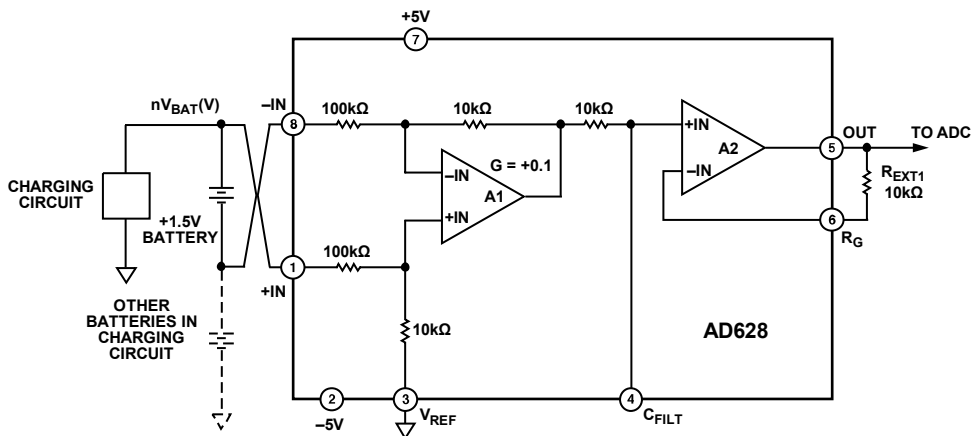 +5V
7
nV_BAT(V)
–IN
8
100kΩ
10kΩ
10kΩ
+IN
A2
–IN
OUT
5
TO ADC
R_EXT1
10kΩ
6
R_G
G = +0.1
–IN
A1
+IN
CHARGING
CIRCUIT
+1.5V
BATTERY
100kΩ
1
+IN
OTHER
BATTERIES IN
CHARGING
CIRCUIT
10kΩ
AD628
2
–5V
3
V_REF
4
C_FILT